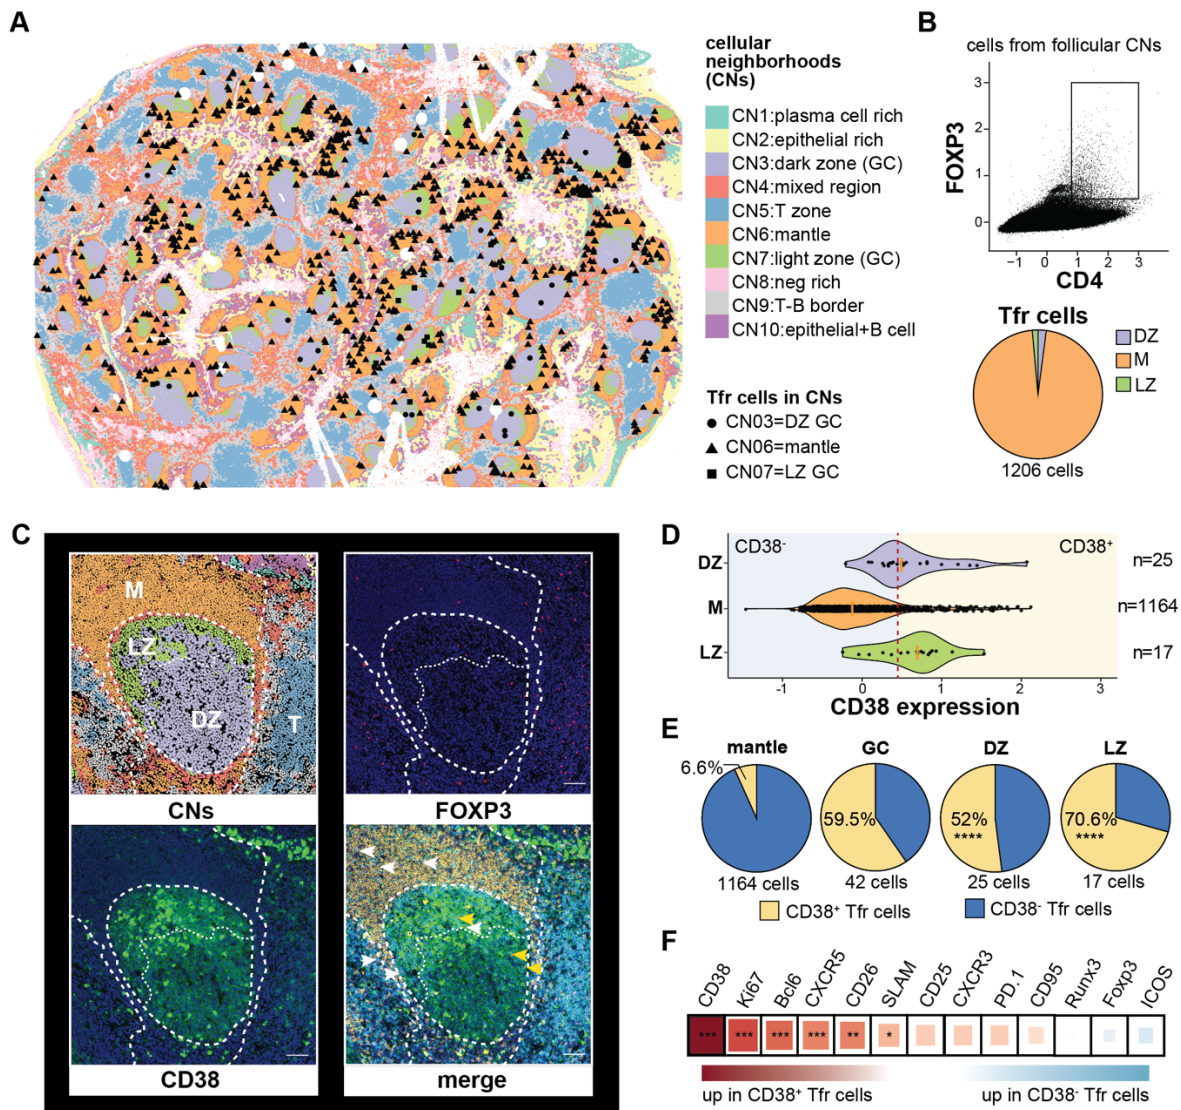 A
cellular
neighborhoods
(CNs)
CN1:plasma cell rich
CN2:epithelial rich
CN3:dark zone (GC)
CN4:mixed region
CN5:T zone
CN6:mantle
CN7:light zone (GC)
CN8:neg rich
CN9:T-B border
CN10:epithelial+B cell
Tfr cells in CNs
CN03=DZ GC
CN06=mantle
CN07=LZ GC
B
cells from follicular CNs
FOXP3
3
2
1
0
−1 0 1 2 3
CD4
Tfr cells
DZ
M
LZ
1206 cells
C
M
LZ
DZ
T
CNs
FOXP3
CD38
merge
D
CD38-
CD38+
DZ
M
LZ
n=25
n=1164
n=17
-1 0 1 2 3
CD38 expression
E
mantle GC DZ LZ
6.6%
59.5%
52%
****
70.6%
****
1164 cells 42 cells 25 cells 17 cells
CD38+ Tfr cells CD38- Tfr cells
F
CD38 Ki67 Bcl6 CXCR5 CD26 SLAM CD25 CXCR3 PD.1 CD95 Runx3 Foxp3 ICOS
*** *** *** *** ** *
up in CD38+ Tfr cells up in CD38- Tfr cells